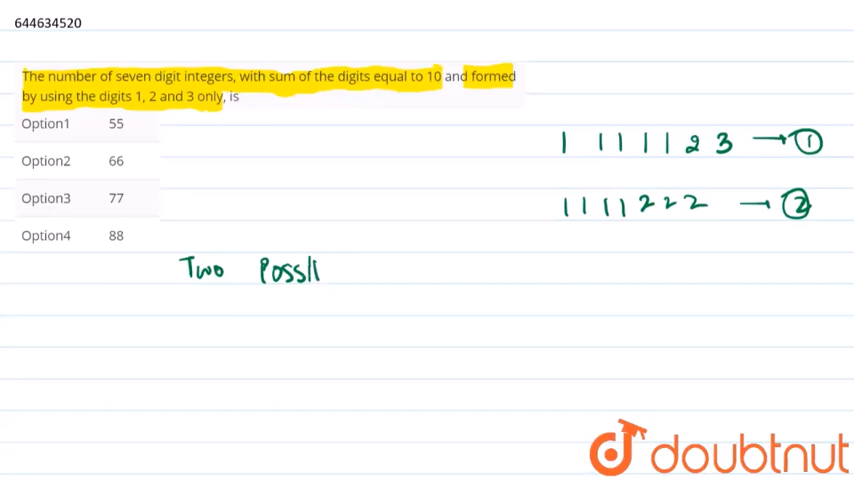 644634520
The number of seven digit integers, with sum of the digits equal to 10 and formed
by using the digits 1, 2 and 3 only, is
Option1 55
Option2 66
Option3 77
Option4 88
1 1 1 1 1 2 3 → 1
1 1 1 1 2 2 2 → 2
Two Possll
doubtnut